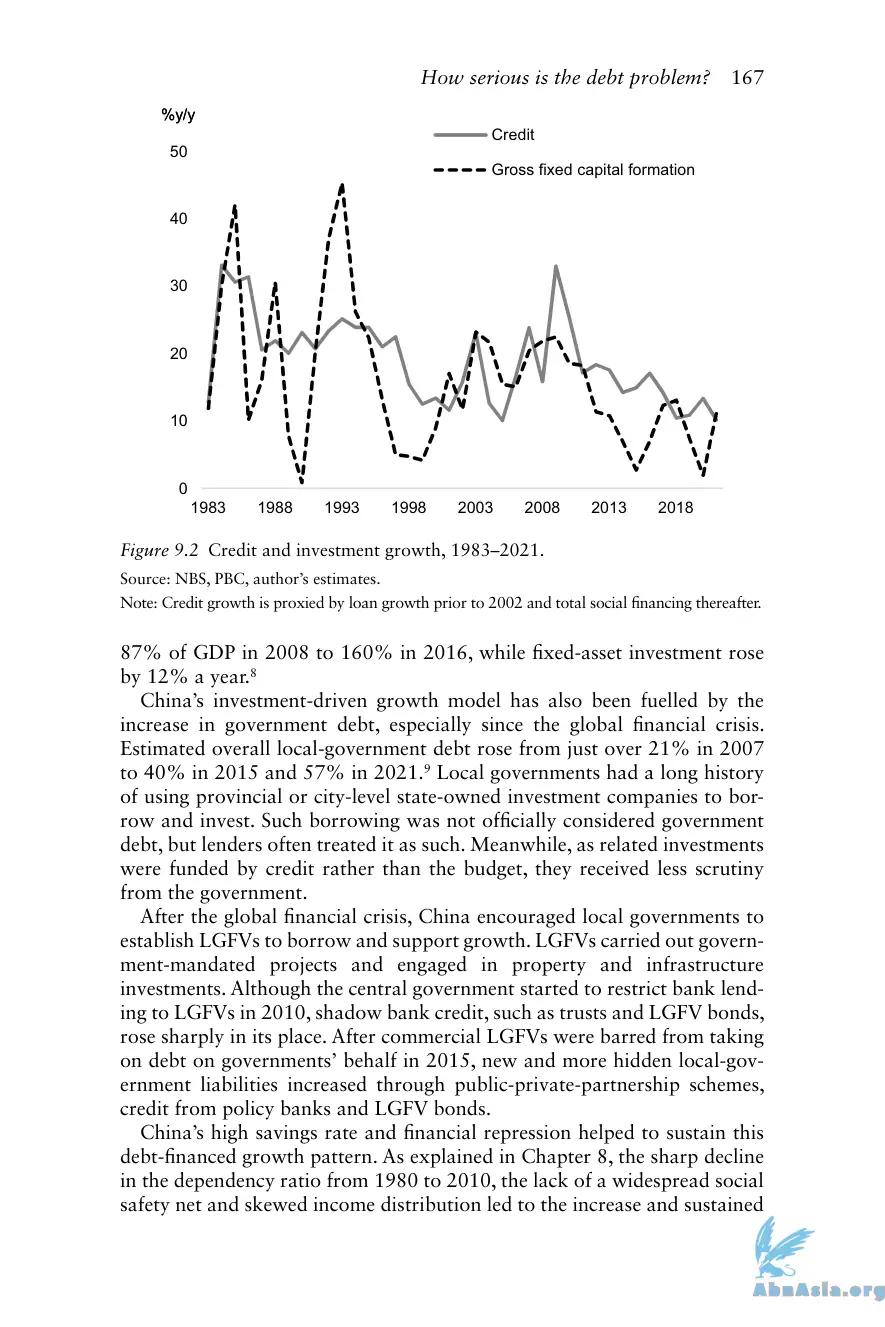 How serious is the debt problem? 167
%y/y
Credit
50
Gross fixed capital formation
40
30
20
10
0
1983 1988 1993 1998 2003 2008 2013 2018
Figure 9.2 Credit and investment growth, 1983–2021.
Source: NBS, PBC, author’s estimates.
Note: Credit growth is proxied by loan growth prior to 2002 and total social financing thereafter.
87% of GDP in 2008 to 160% in 2016, while fixed-asset investment rose
by 12% a year.⁸
China’s investment-driven growth model has also been fuelled by the
increase in government debt, especially since the global financial crisis.
Estimated overall local-government debt rose from just over 21% in 2007
to 40% in 2015 and 57% in 2021.⁹ Local governments had a long history
of using provincial or city-level state-owned investment companies to bor-
row and invest. Such borrowing was not officially considered government
debt, but lenders often treated it as such. Meanwhile, as related investments
were funded by credit rather than the budget, they received less scrutiny
from the government.
After the global financial crisis, China encouraged local governments to
establish LGFVs to borrow and support growth. LGFVs carried out govern-
ment-mandated projects and engaged in property and infrastructure
investments. Although the central government started to restrict bank lend-
ing to LGFVs in 2010, shadow bank credit, such as trusts and LGFV bonds,
rose sharply in its place. After commercial LGFVs were barred from taking
on debt on governments’ behalf in 2015, new and more hidden local-gov-
ernment liabilities increased through public-private-partnership schemes,
credit from policy banks and LGFV bonds.
China’s high savings rate and financial repression helped to sustain this
debt-financed growth pattern. As explained in Chapter 8, the sharp decline
in the dependency ratio from 1980 to 2010, the lack of a widespread social
safety net and skewed income distribution led to the increase and sustained
AbnAsia.org